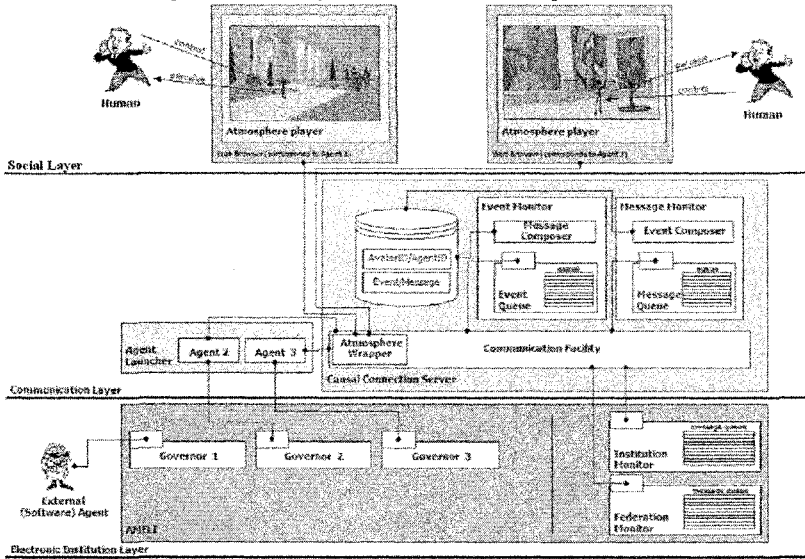 Human
Human
Atmosphere player
Atmosphere player
Social Layer
Event Monitor
Message Monitor
Message
Composer
Event Composer
AvatarID/AgentID
Event/Message
Event
Queue
Message
Queue
Agent
Launcher
Agent 2
Agent 3
Atmosphere
Wrapper
Communication Facility
Causal Connection Server
Communication Layer
Governor 1
Governor 2
Governor 3
Institution
Monitor
External
(Software) Agent
Federation
Monitor
AMELI
Electronic Institution Layer